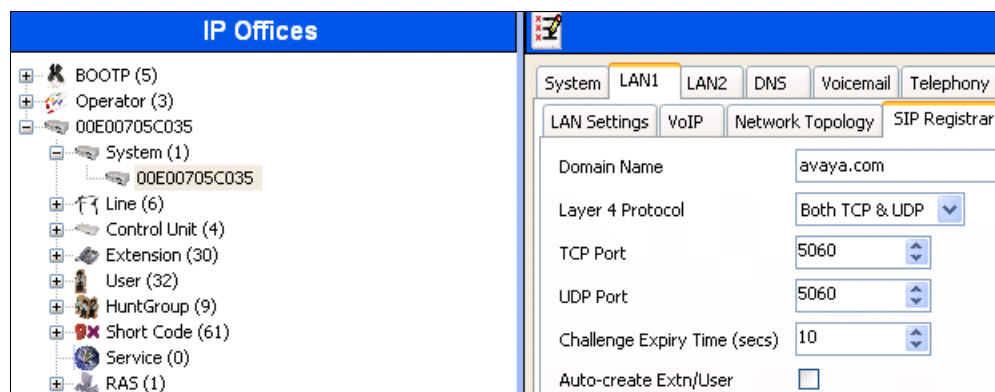 IP Offices
BOOTP (5)
Operator (3)
00E00705C035
System (1)
00E00705C035
Line (6)
Control Unit (4)
Extension (30)
User (32)
HuntGroup (9)
Short Code (61)
Service (0)
RAS (1)
System LAN1 LAN2 DNS Voicemail Telephony
LAN Settings VoIP Network Topology SIP Registrar
Domain Name avaya.com
Layer 4 Protocol Both TCP & UDP
TCP Port 5060
UDP Port 5060
Challenge Expiry Time (secs) 10
Auto-create Extn/User